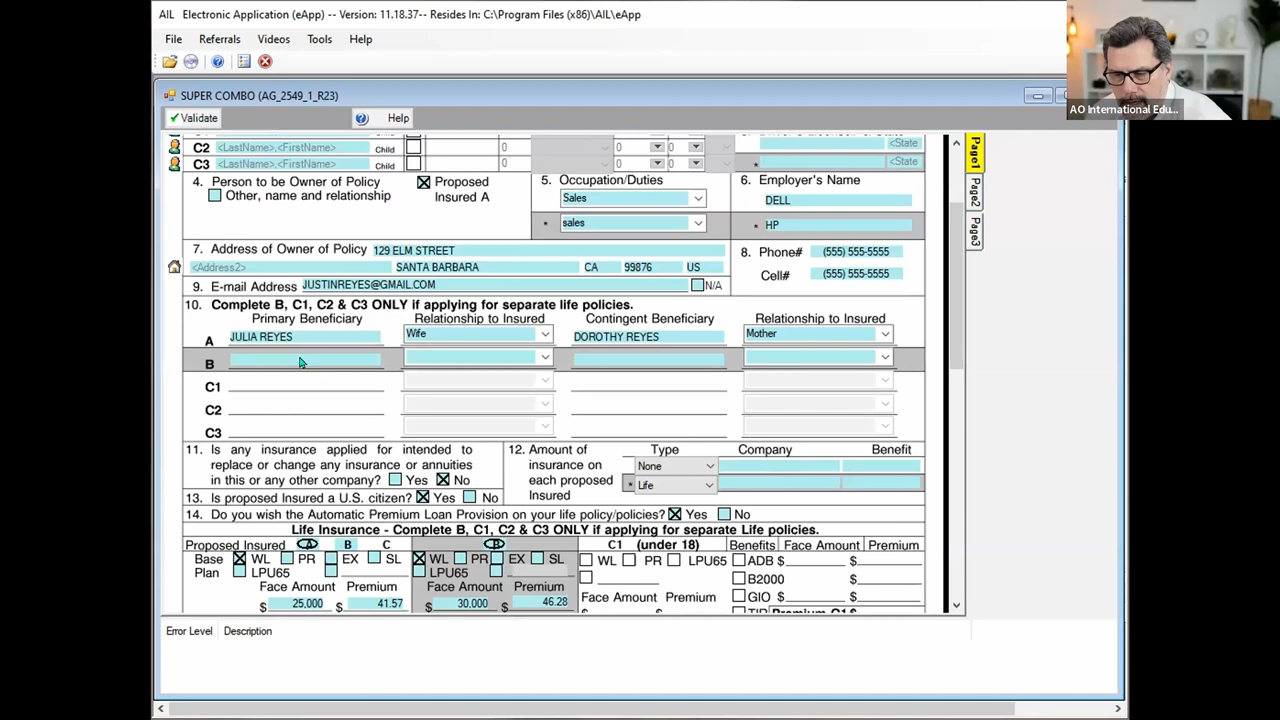 AIL Electronic Application (eApp) -- Version: 11.18.37-- Resides In: C:\Program Files (x86)\AIL\eApp
File Referrals Videos Tools Help
AO International Edu...
SUPER COMBO (AG_2549_1_R23)
Validate Help
C2 <LastName>,<FirstName> Child 0 0 0 <State
C3 <LastName>,<FirstName> Child 0 0 0 * <State
Page1
Page2
Page3
4. Person to be Owner of Policy Proposed Insured A
Other, name and relationship
5. Occupation/Duties
Sales
* sales
6. Employer's Name
DELL
* HP
7. Address of Owner of Policy 129 ELM STREET
<Address2> SANTA BARBARA CA 99876 US
8. Phone# (555) 555-5555
Cell# (555) 555-5555
9. E-mail Address JUSTINREYES@GMAIL.COM N/A
10. Complete B, C1, C2 & C3 ONLY if applying for separate life policies.
Primary Beneficiary Relationship to Insured Contingent Beneficiary Relationship to Insured
A JULIA REYES Wife DOROTHY REYES Mother
B
C1
C2
C3
11. Is any insurance applied for intended to
replace or change any insurance or annuities
in this or any other company? Yes No
12. Amount of insurance on each proposed Insured
Type Company Benefit
None
* Life
13. Is proposed Insured a U.S. citizen? Yes No
14. Do you wish the Automatic Premium Loan Provision on your life policy/policies? Yes No
Life Insurance - Complete B, C1, C2 & C3 ONLY if applying for separate Life policies.
Proposed Insured A B C B C1 (under 18) Benefits Face Amount Premium
Base WL PR EX SL WL PR EX SL WL PR LPU65 ADB $ $
Plan LPU65 LPU65 B2000 $
Face Amount Premium Face Amount Premium Face Amount Premium GIO $ $
$ 25,000 $ 41.57 $ 30,000 46.28
Error Level Description